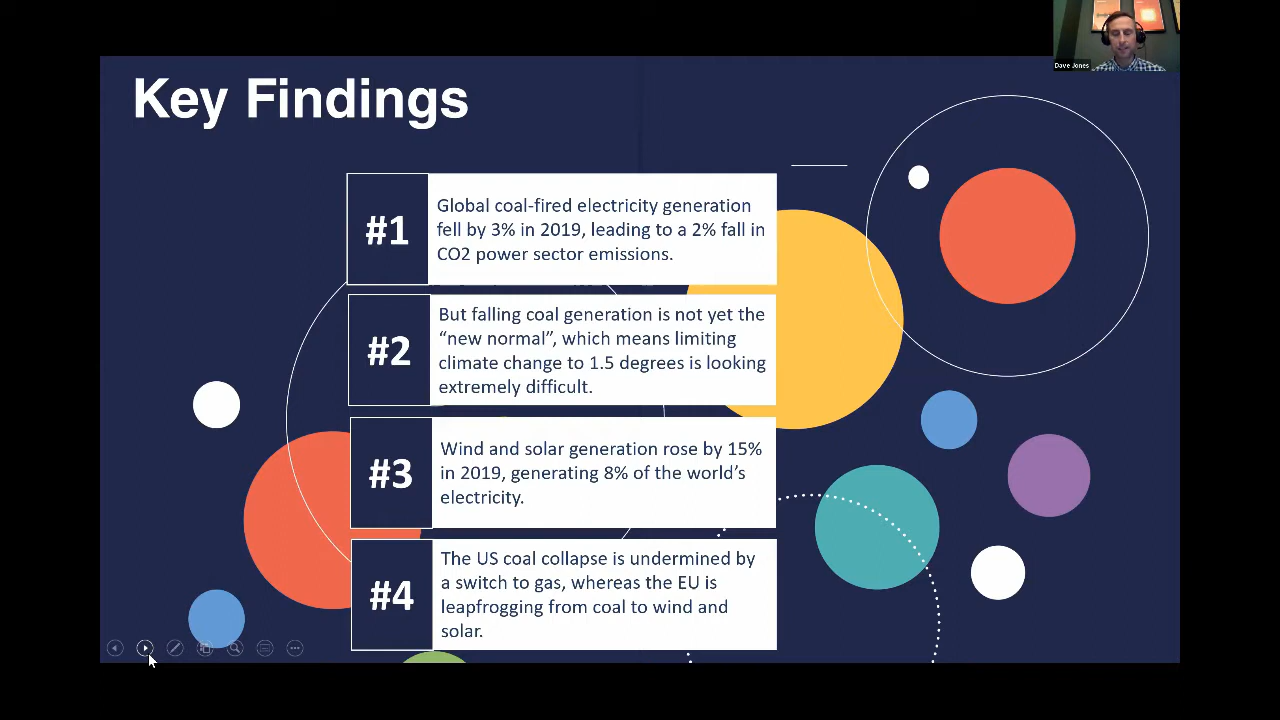 Dave Jones
Key Findings
#1
Global coal-fired electricity generation
fell by 3% in 2019, leading to a 2% fall in
CO2 power sector emissions.
#2
But falling coal generation is not yet the
“new normal”, which means limiting
climate change to 1.5 degrees is looking
extremely difficult.
#3
Wind and solar generation rose by 15%
in 2019, generating 8% of the world’s
electricity.
#4
The US coal collapse is undermined by
a switch to gas, whereas the EU is
leapfrogging from coal to wind and
solar.